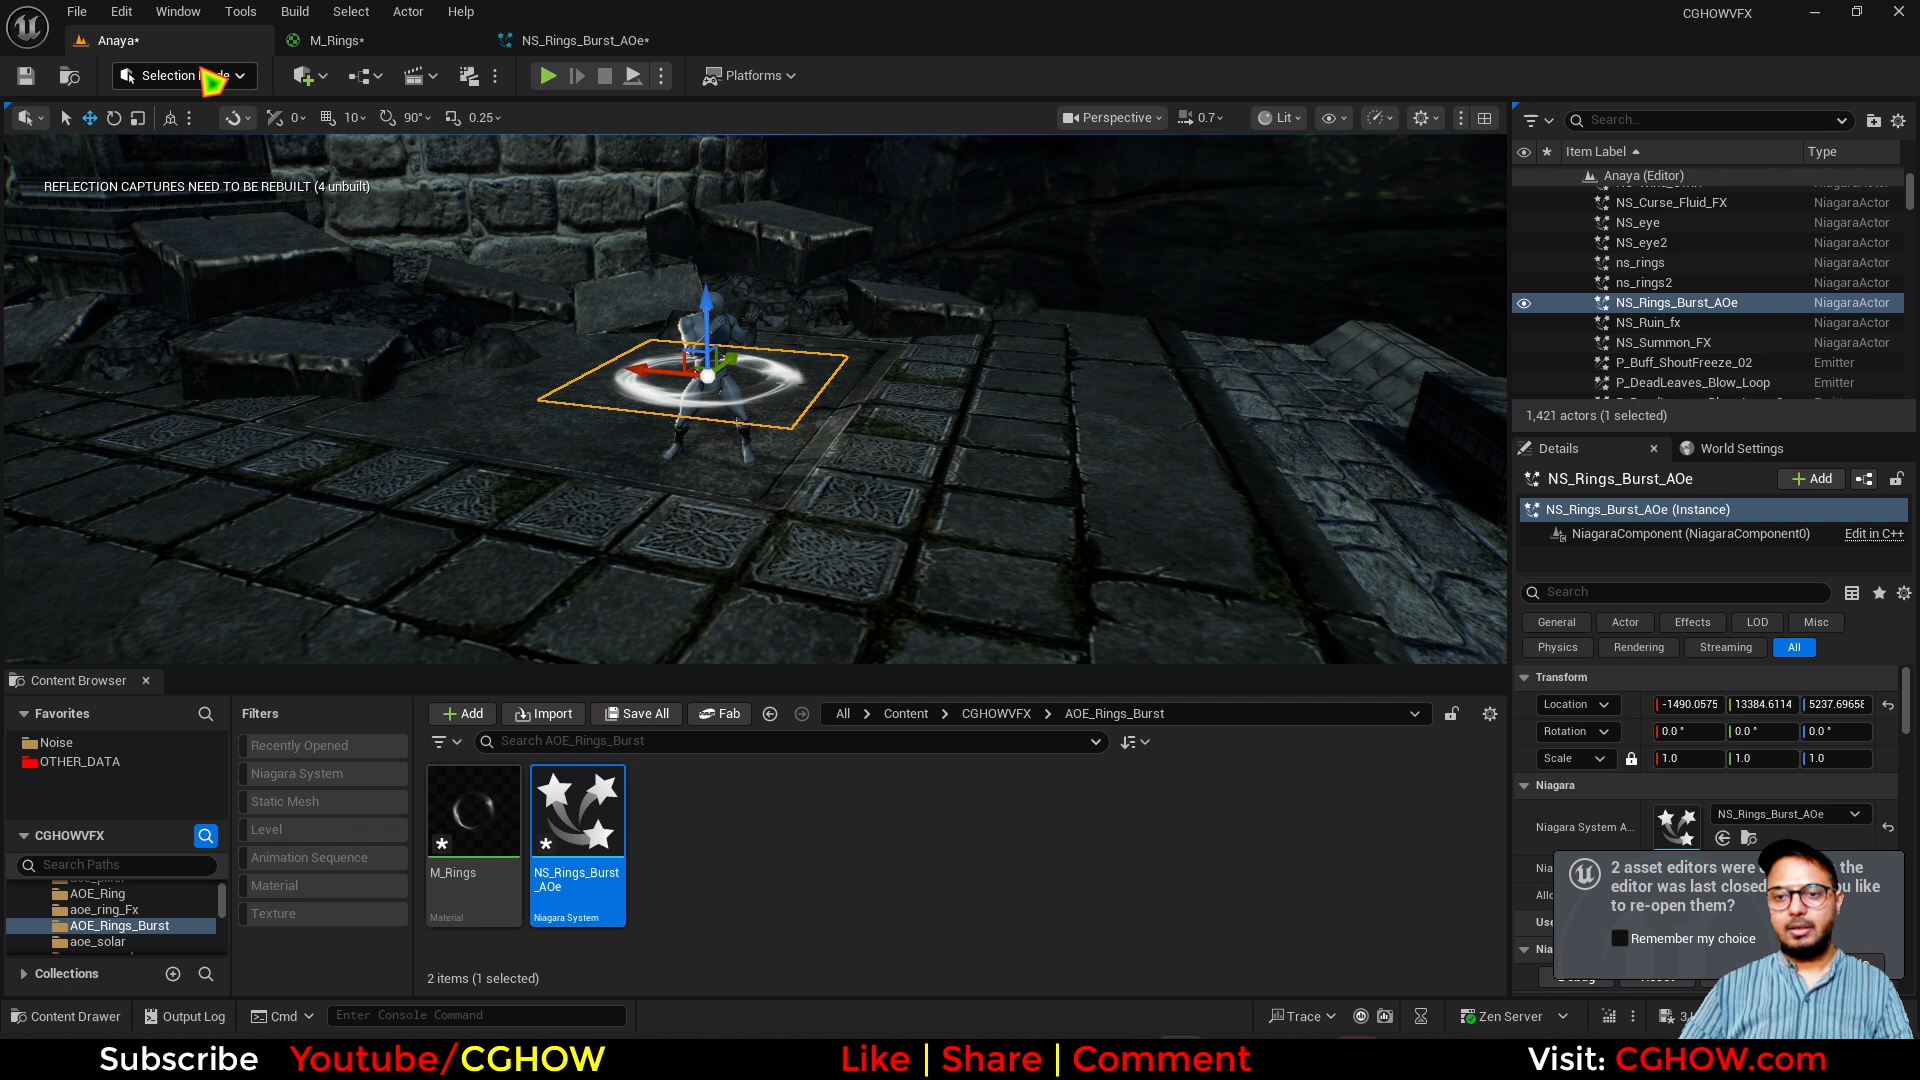 File Edit Window Tools Build Select Actor Help
CGHOWVFX
Anaya*
M_Rings*
NS_Rings_Burst_AOe*
Platforms
0 10 90° 0.25
Perspective 0.7 Lit
REFLECTION CAPTURES NEED TO BE REBUILT (4 unbuilt)
Search...
Item Label Type
Anaya (Editor)
NS_Curse_Fluid_FX NiagaraActor
NS_eye NiagaraActor
NS_eye2 NiagaraActor
ns_rings NiagaraActor
ns_rings2 NiagaraActor
NS_Rings_Burst_AOe NiagaraActor
NS_Ruin_fx NiagaraActor
NS_Summon_FX NiagaraActor
P_Buff_ShoutFreeze_02 Emitter
P_DeadLeaves_Blow_Loop Emitter
1,421 actors (1 selected)
Details World Settings
NS_Rings_Burst_AOe Add
NS_Rings_Burst_AOe (Instance)
NiagaraComponent (NiagaraComponent0) Edit in C++
Search
General Actor Effects LOD Misc
Physics Rendering Streaming All
Transform
Location -1490.0575 13384.6114 5237.6965
Rotation 0.0 ° 0.0 ° 0.0 °
Scale 1.0 1.0 1.0
Niagara
Niagara System A... NS_Rings_Burst_AOe
2 asset editors were the
editor was last closed like
to re-open them?
Remember my choice
Content Browser
Favorites
Noise
OTHER_DATA
CGHOWVFX
Search Paths
AOE_Ring
aoe_ring_Fx
AOE_Rings_Burst
aoe_solar
Collections
Filters
Recently Opened
Niagara System
Static Mesh
Level
Animation Sequence
Material
Texture
Add Import Save All Fab All Content CGHOWVFX AOE_Rings_Burst
Search AOE_Rings_Burst
M_Rings
Material
NS_Rings_Burst
_AOe
Niagara System
2 items (1 selected)
Content Drawer Output Log Cmd Enter Console Command Trace Zen Server
Subscribe Youtube/CGHOW Like | Share | Comment Visit: CGHOW.com